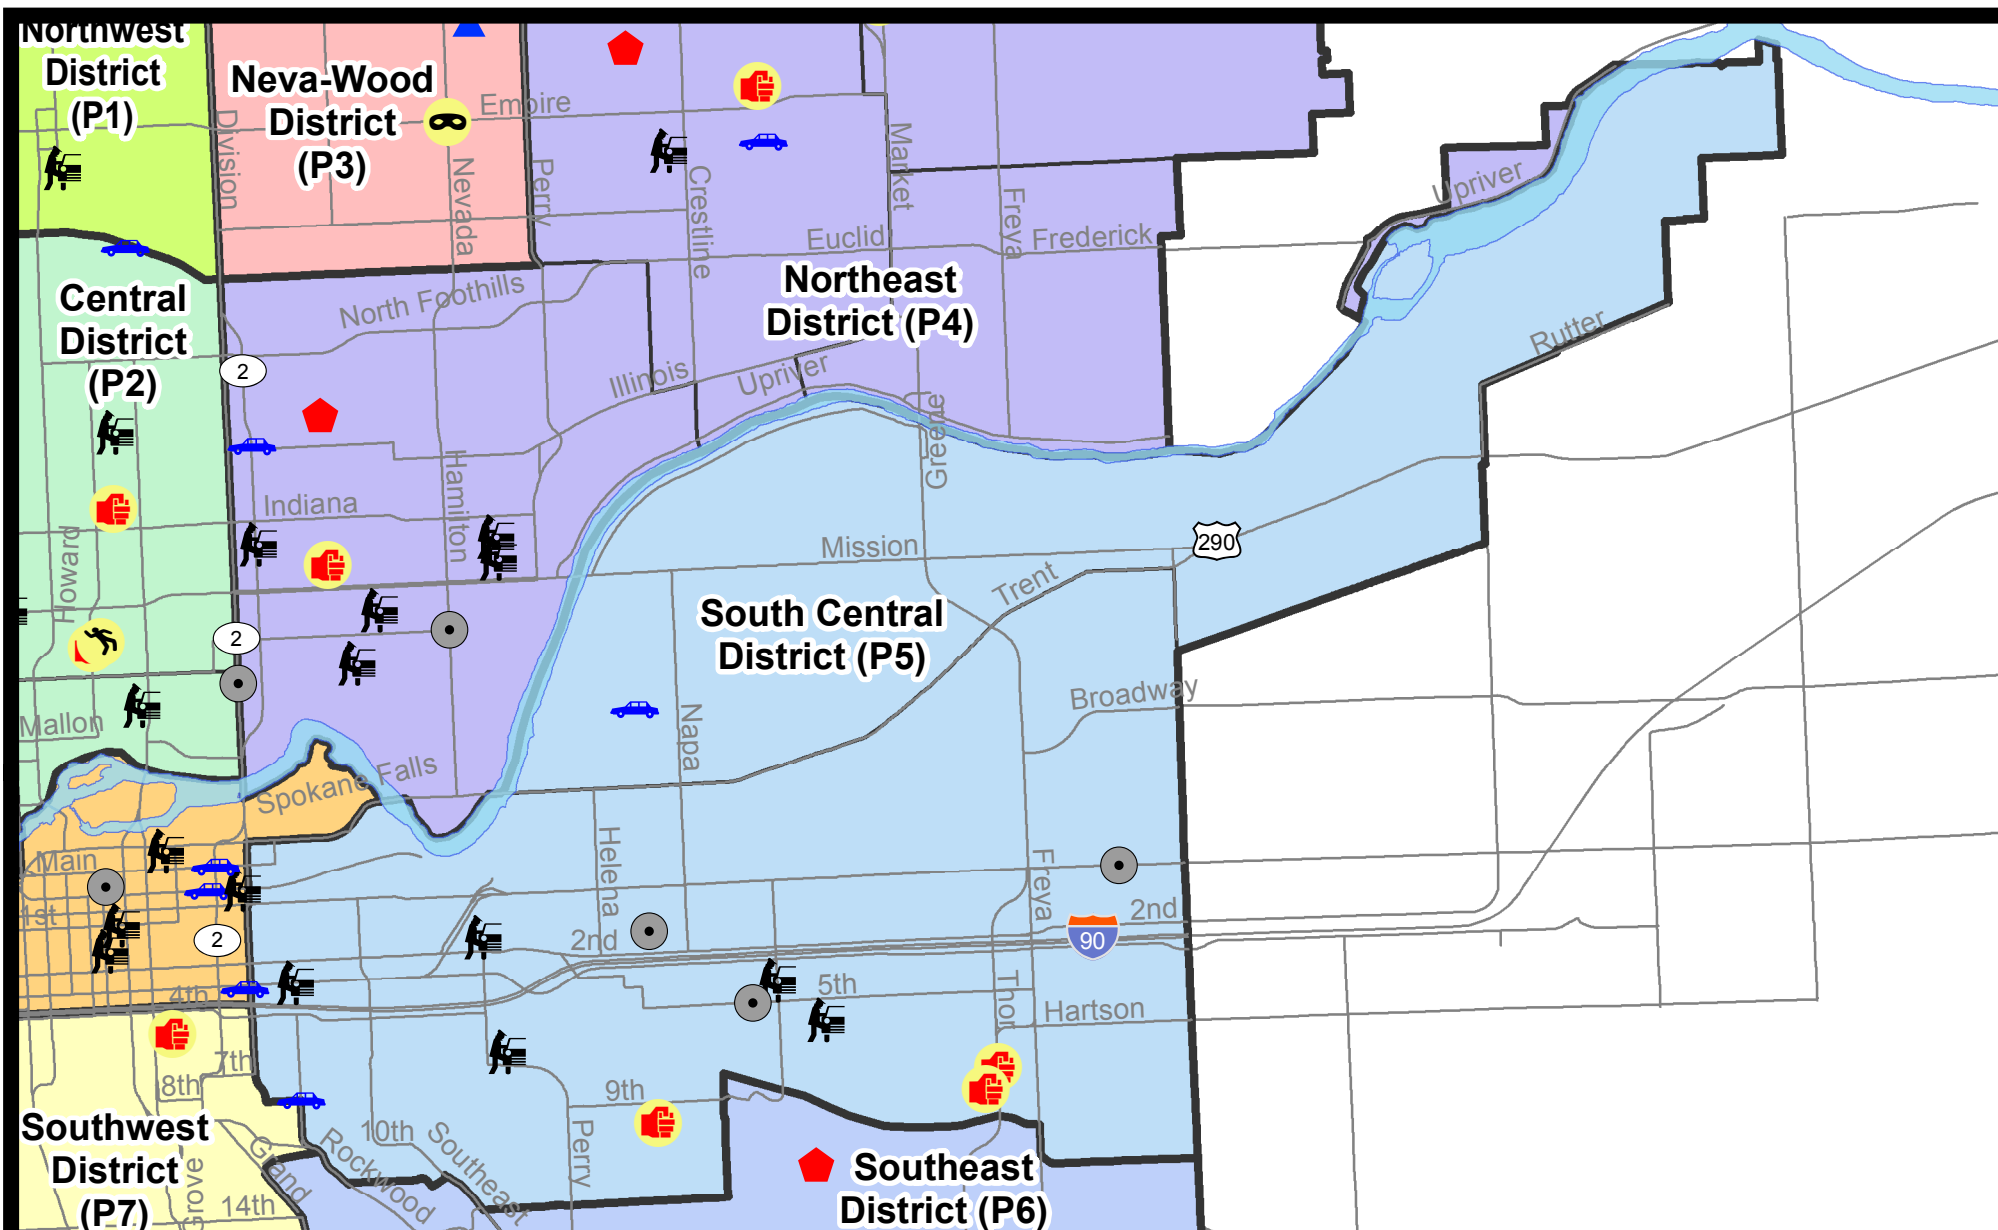 Northwest
District
(P1)
Neva-Wood
District
(P3)
Empire
Division
Nevada
Perry
Crestline
Market
Freya
Upriver
Euclid
Frederick
Central
District
(P2)
North Foothills
Northeast
District (P4)
Rutter
2
Illinois
Upriver
Greene
Hamilton
Indiana
Howard
Mission
290
Trent
South Central
District (P5)
2
Broadway
Mallon
Napa
Spokane Falls
Main
Helena
Freya
1st
2nd
2nd
2
90
4th
5th
Thor
Hartson
7th
8th
9th
Southwest
District
(P7)
10th
Grove
Grand
Rockwood
Southeast
Perry
14th
Southeast
District (P6)